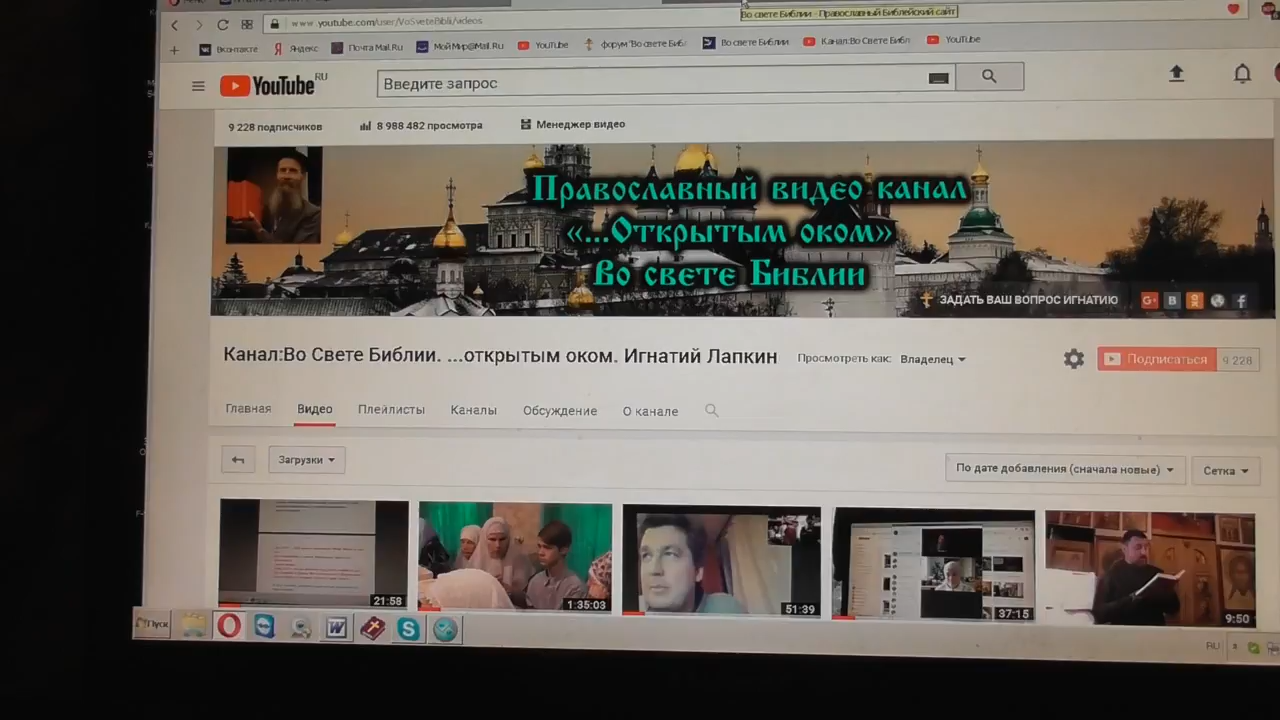 www.youtube.com/user/VoSveteBiblii/videos
Во свете Библии - Православный Библейский сайт
Вконтакте Яндекс Почта Mail.Ru МойМир@Mail.Ru YouTube форум "Во свете Библ Во свете Библии Канал:Во Свете Библ YouTube
YouTube RU
Введите запрос
9 228 подписчиков 8 988 482 просмотра Менеджер видео
Православный видео канал
«...Открытым оком»
Во свете Библии
ЗАДАТЬ ВАШ ВОПРОС ИГНАТИЮ
Канал:Во Свете Библии. ...открытым оком. Игнатий Лапкин Просмотреть как: Владелец Подписаться 9 228
Главная Видео Плейлисты Каналы Обсуждение О канале
Загрузки По дате добавления (сначала новые) Сетка
21:58 1:35:03 51:39 37:15 9:50
Пуск RU